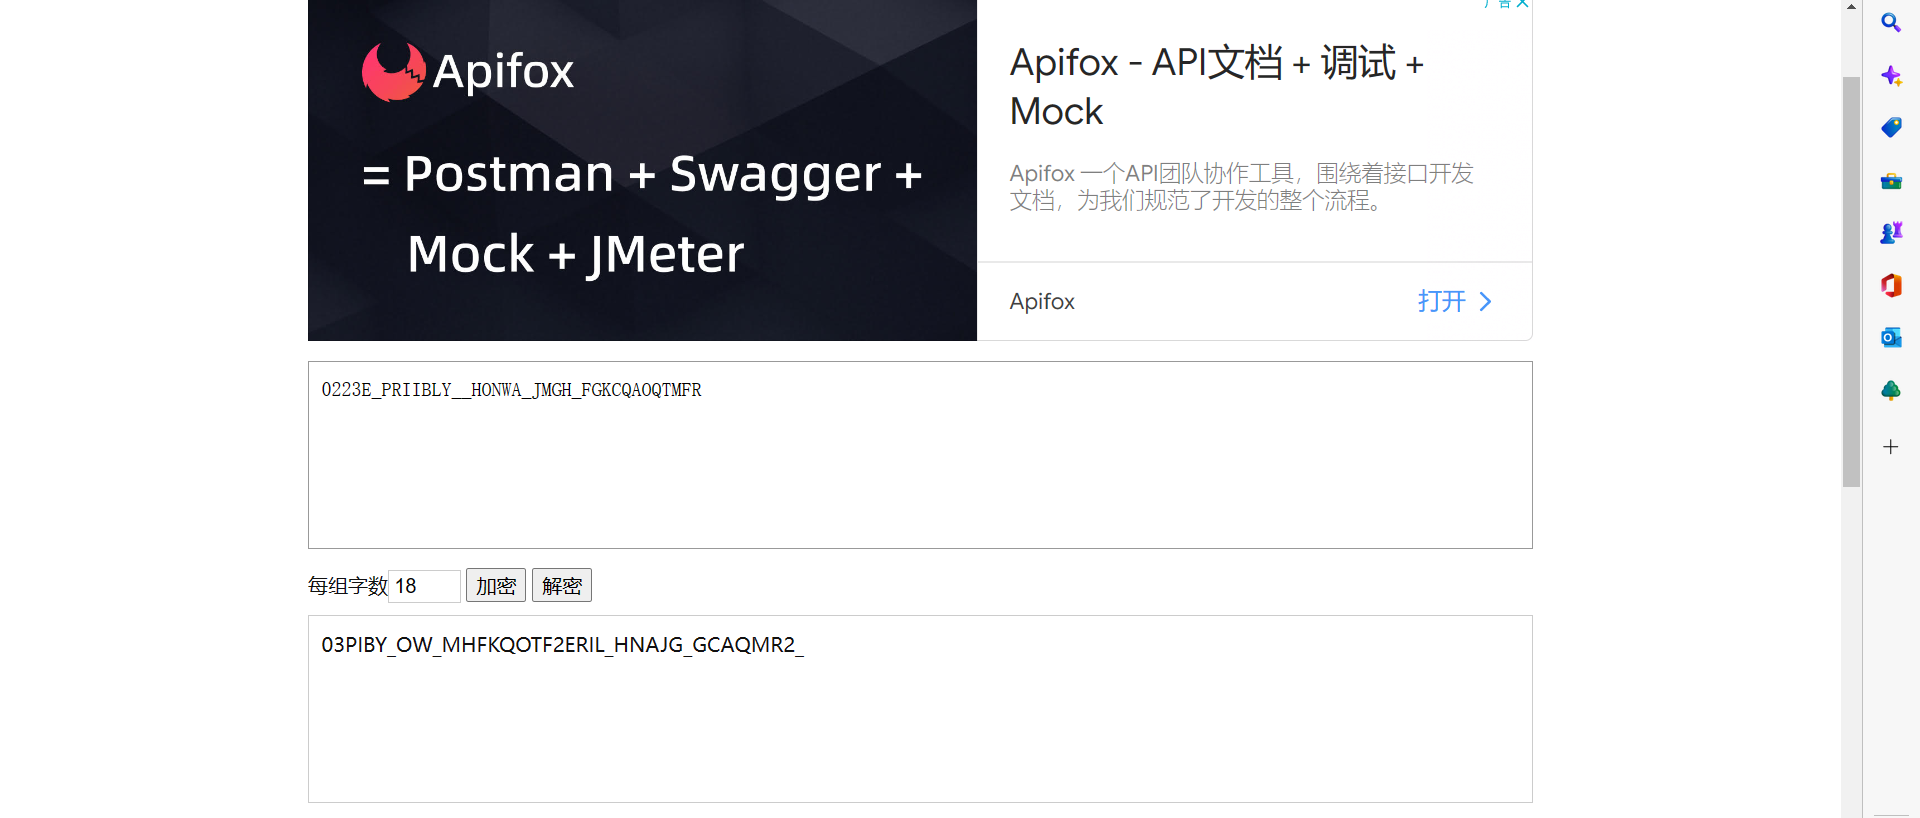 广告
Apifox
= Postman + Swagger +
Mock + JMeter
Apifox - API文档 + 调试 +
Mock
Apifox 一个API团队协作工具，围绕着接口开发
文档，为我们规范了开发的整个流程。
Apifox
打开
0223E_PRIIBLY__HONWA_JMGH_FGKCQAOQTMFR
每组字数 18 加密 解密
03PIBY_OW_MHFKQOTF2ERIL_HNAJG_GCAQMR2_